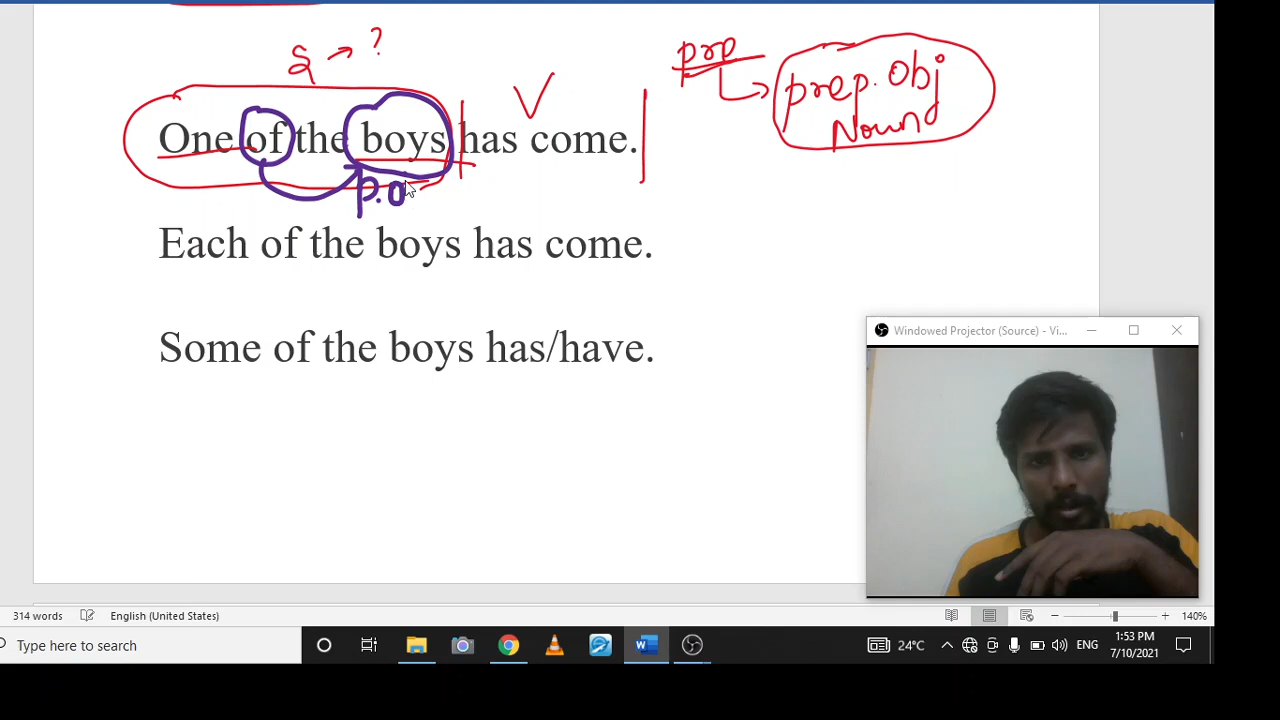 S → ?
prp
prep. Obj
Noun
V
One of the boys has come.
p.o
Each of the boys has come.
Some of the boys has/have.
Windowed Projector (Source) - Vi...
314 words English (United States) 140%
Type here to search
24°C ENG
1:53 PM
7/10/2021